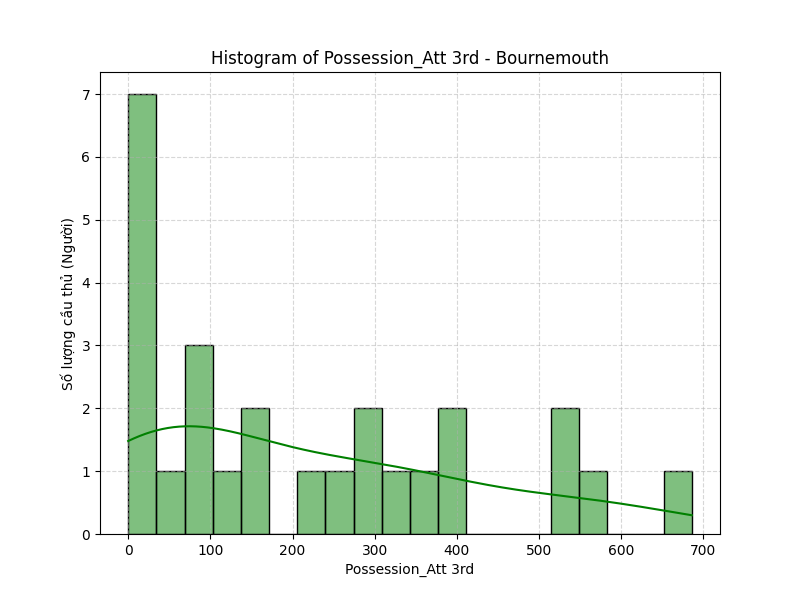 Histogram of Possession_Att 3rd - Bournemouth
Số lượng cầu thủ (Người)
7
6
5
4
3
2
1
0
0 100 200 300 400 500 600 700
Possession_Att 3rd